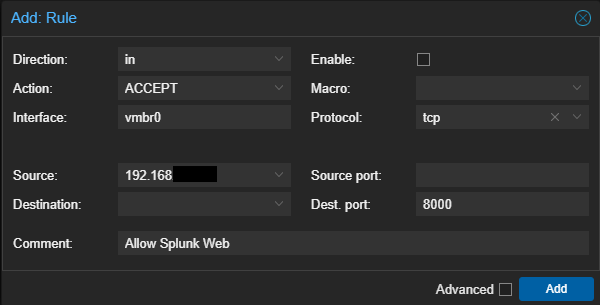 Add: Rule
Direction: in Enable:
Action: ACCEPT Macro:
Interface: vmbr0 Protocol: tcp
Source: 192.168 Source port:
Destination: Dest. port: 8000
Comment: Allow Splunk Web
Advanced Add